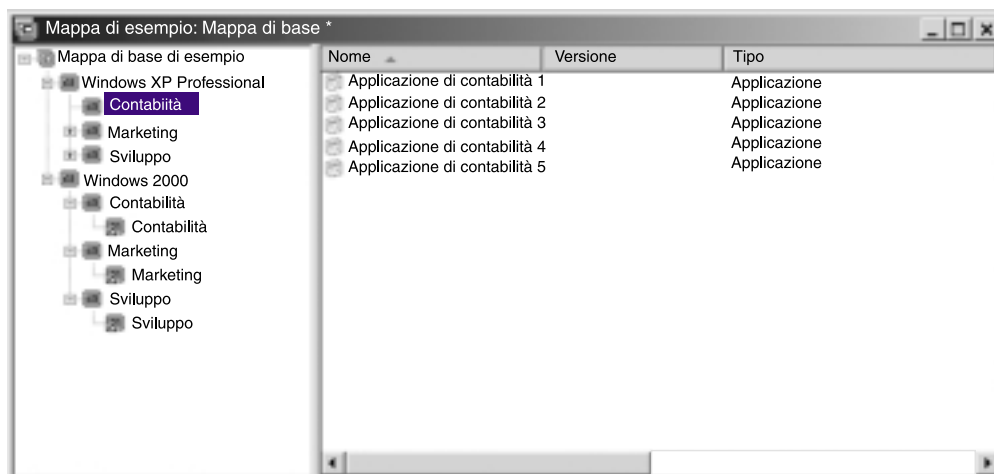 Mappa di esempio: Mappa di base *
Mappa di base di esempio
Windows XP Professional
Contabiità
Marketing
Sviluppo
Windows 2000
Contabilità
Contabilità
Marketing
Marketing
Sviluppo
Sviluppo
Nome Versione Tipo
Applicazione di contabilità 1 Applicazione
Applicazione di contabilità 2 Applicazione
Applicazione di contabilità 3 Applicazione
Applicazione di contabilità 4 Applicazione
Applicazione di contabilità 5 Applicazione